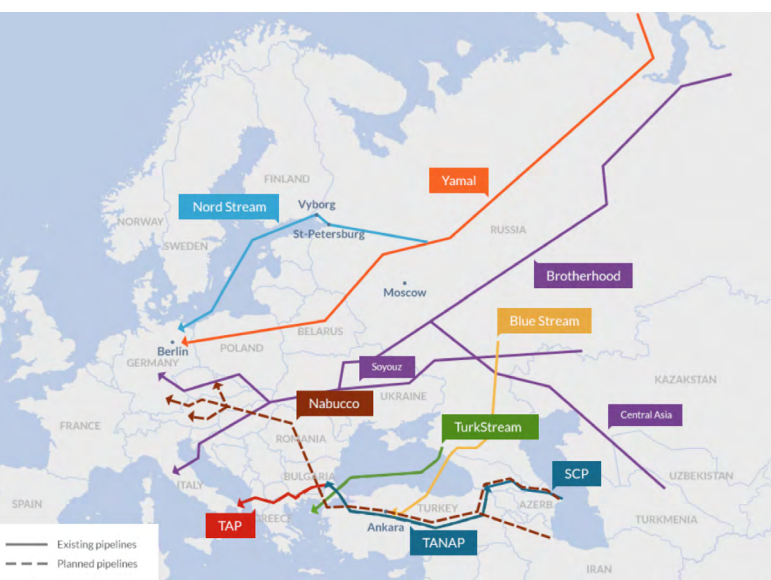 FINLAND
Yamal
Nord Stream
Vyborg
NORWAY
St-Petersburg
RUSSIA
SWEDEN
Brotherhood
Moscow
Blue Stream
BELARUS
Berlin
POLAND
GERMANY
Soyouz
KAZAKSTAN
UKRAINE
Nabucco
Central Asia
FRANCE
TurkStream
ROMANIA
SCP
BULGARIA
UZBEKISTAN
ITALY
SPAIN
TURKEY
AZERB
TAP
GREECE
TURKMENIA
Ankara
TANAP
Existing pipelines
Planned pipelines
IRAN